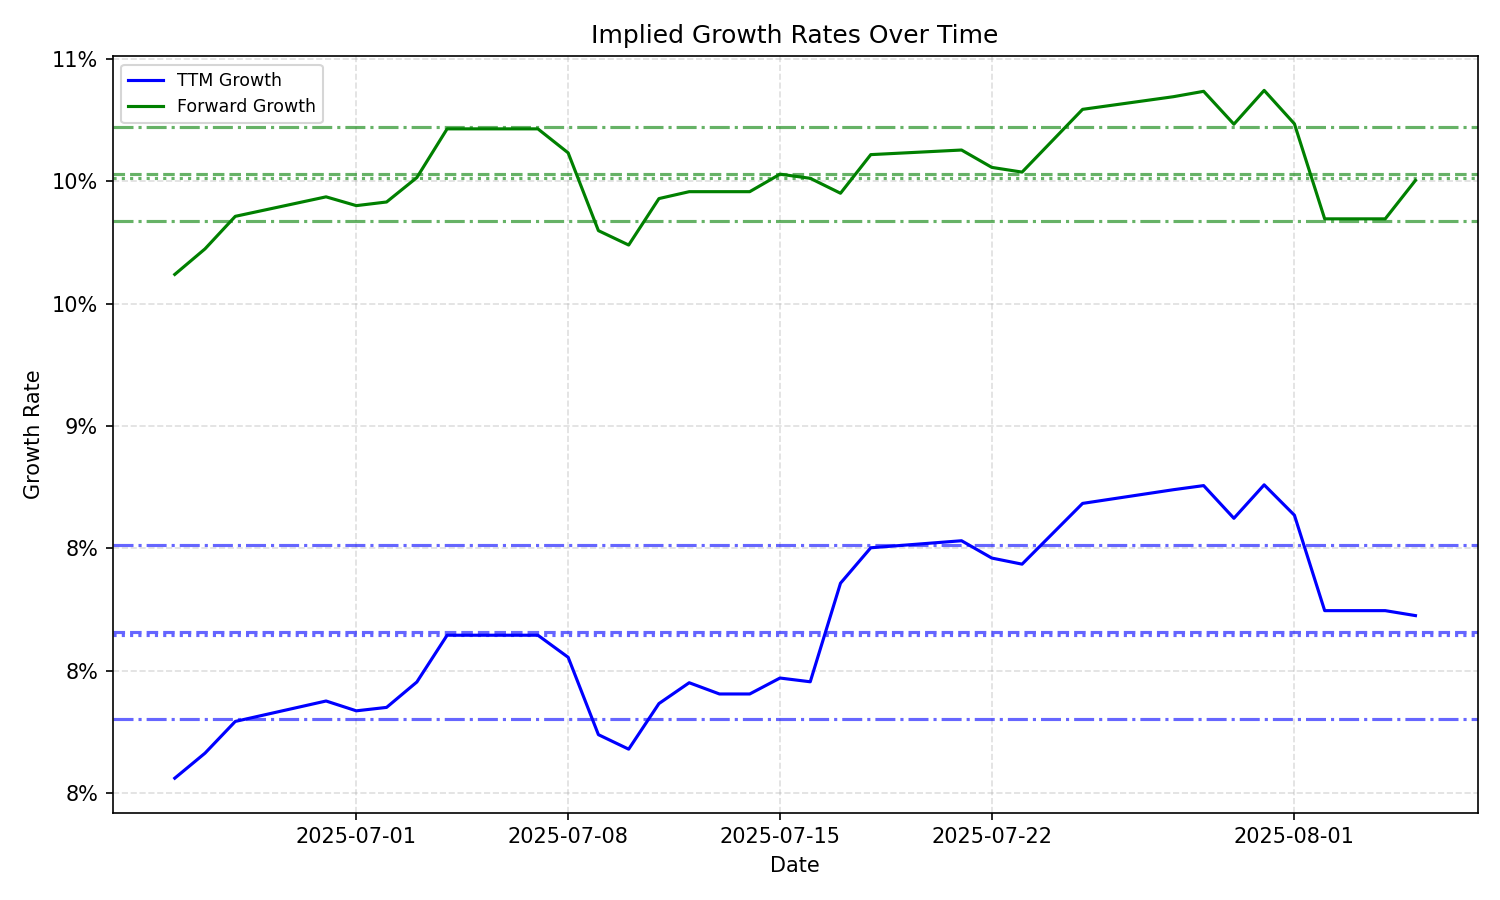 Implied Growth Rates Over Time
TTM Growth
Forward Growth
11%
10%
10%
9%
8%
8%
8%
Growth Rate
2025-07-01
2025-07-08
2025-07-15
2025-07-22
2025-08-01
Date